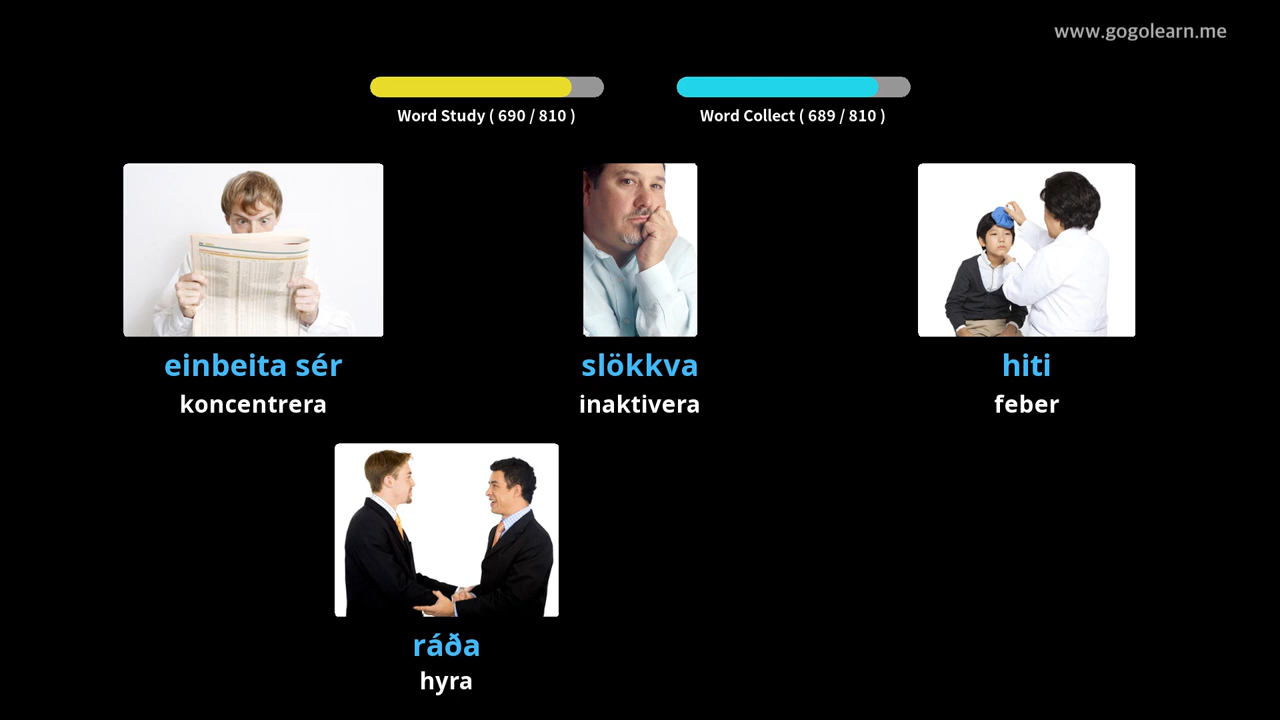 www.gogolearn.me
Word Study ( 690 / 810 )
Word Collect ( 689 / 810 )
einbeita sér
koncentrera
slökkva
inaktivera
hiti
feber
ráða
hyra